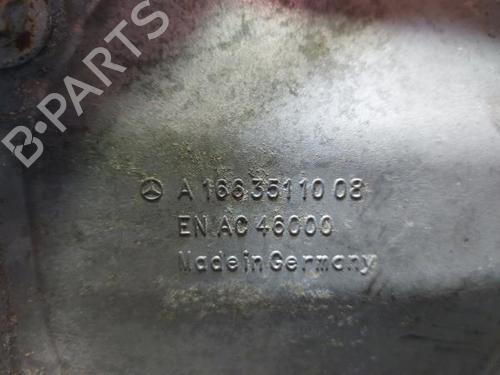 B-PARTS
A 166 351 10 08
EN AC 46000
Made in Germany